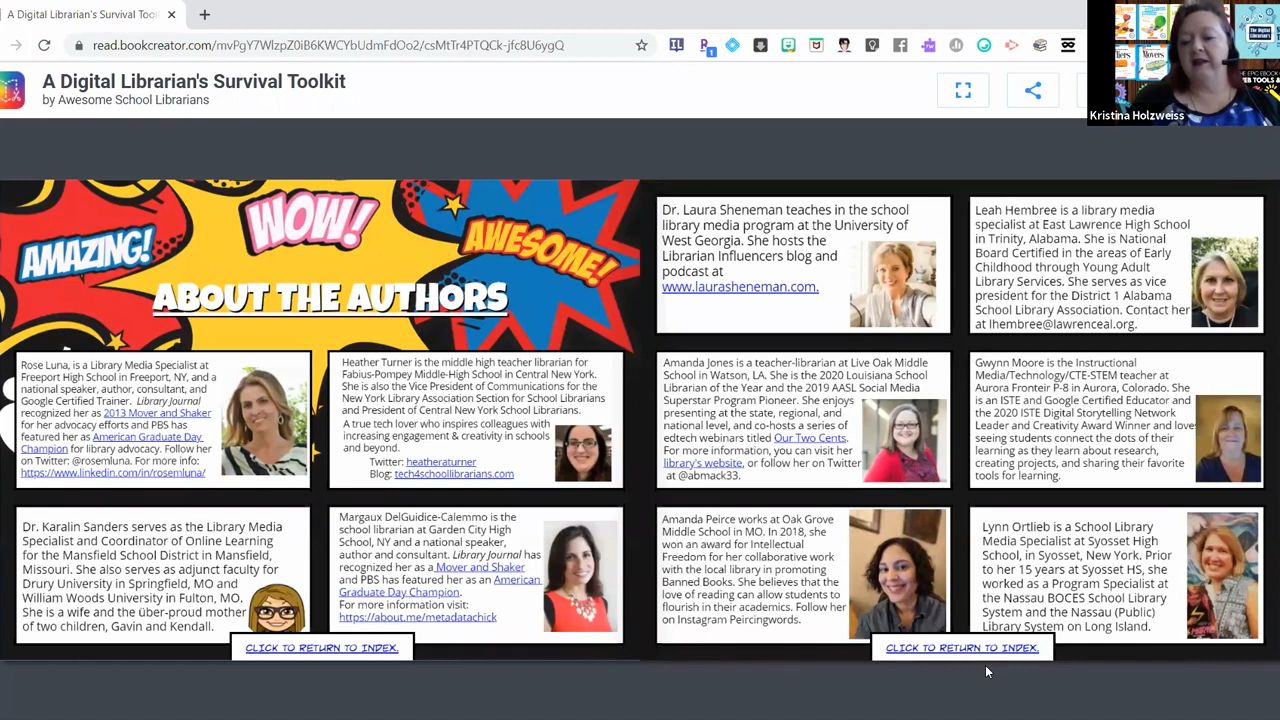 A Digital Librarian's Survival Tool
read.bookcreator.com/mvPgY7WIzpZ0iB6KWCYbUdmFdOo2/csMtTr4PTQCk-jfc8U6ygQ
A Digital Librarian's Survival Toolkit
by Awesome School Librarians
Kristina Holzweiss
AMAZING!
WOW!
AWESOME!
ABOUT THE AUTHORS
Rose Luna, is a Library Media Specialist at
Freeport High School in Freeport, NY, and a
national speaker, author, consultant, and
Google Certified Trainer. Library Journal
recognized her as 2013 Mover and Shaker
for her advocacy efforts and PBS has
featured her as American Graduate Day
Champion for library advocacy. Follow her
on Twitter: @rosemluna. For more info:
https://www.linkedin.com/in/rosemluna/
Heather Turner is the middle high teacher librarian for
Fabius-Pompey Middle-High School in Central New York.
She is also the Vice President of Communications for the
New York Library Association Section for School Librarians
and President of Central New York School Librarians.
A true tech lover who inspires colleagues with
increasing engagement & creativity in schools
and beyond.
Twitter: heatheraturner
Blog: tech4schoollibrarians.com
Dr. Karalin Sanders serves as the Library Media
Specialist and Coordinator of Online Learning
for the Mansfield School District in Mansfield,
Missouri. She also serves as adjunct faculty for
Drury University in Springfield, MO and
William Woods University in Fulton, MO.
She is a wife and the über-proud mother
of two children, Gavin and Kendall.
Margaux DelGuidice-Calemmo is the
school librarian at Garden City High
School, NY and a national speaker,
author and consultant. Library Journal has
recognized her as a Mover and Shaker
and PBS has featured her as an American
Graduate Day Champion.
For more information visit:
https://about.me/metadatachick
CLICK TO RETURN TO INDEX.
Dr. Laura Sheneman teaches in the school
library media program at the University of
West Georgia. She hosts the
Librarian Influencers blog and
podcast at
www.laurasheneman.com.
Leah Hembree is a library media
specialist at East Lawrence High School
in Trinity, Alabama. She is National
Board Certified in the areas of Early
Childhood through Young Adult
Library Services. She serves as vice
president for the District 1 Alabama
School Library Association. Contact her
at lhembree@lawrenceal.org.
Amanda Jones is a teacher-librarian at Live Oak Middle
School in Watson, LA. She is the 2020 Louisiana School
Librarian of the Year and the 2019 AASL Social Media
Superstar Program Pioneer. She enjoys
presenting at the state, regional, and
national level, and co-hosts a series of
edtech webinars titled Our Two Cents.
For more information, you can visit her
library's website, or follow her on Twitter
at @abmack33.
Gwynn Moore is the Instructional
Media/Technology/CTE-STEM teacher at
Aurora Fronteir P-8 in Aurora, Colorado. She
is an ISTE and Google Certified Educator and
the 2020 ISTE Digital Storytelling Network
Leader and Creativity Award Winner and loves
seeing students connect the dots of their
learning as they learn about research,
creating projects, and sharing their favorite
tools for learning.
Amanda Peirce works at Oak Grove
Middle School in MO. In 2018, she
won an award for Intellectual
Freedom for her collaborative work
with the local library in promoting
Banned Books. She believes that the
love of reading can allow students to
flourish in their academics. Follow her
on Instagram Peircingwords.
Lynn Ortlieb is a School Library
Media Specialist at Syosset High
School, in Syosset, New York. Prior
to her 15 years at Syosset HS, she
worked as a Program Specialist at
the Nassau BOCES School Library
System and the Nassau (Public)
Library System on Long Island.
CLICK TO RETURN TO INDEX.